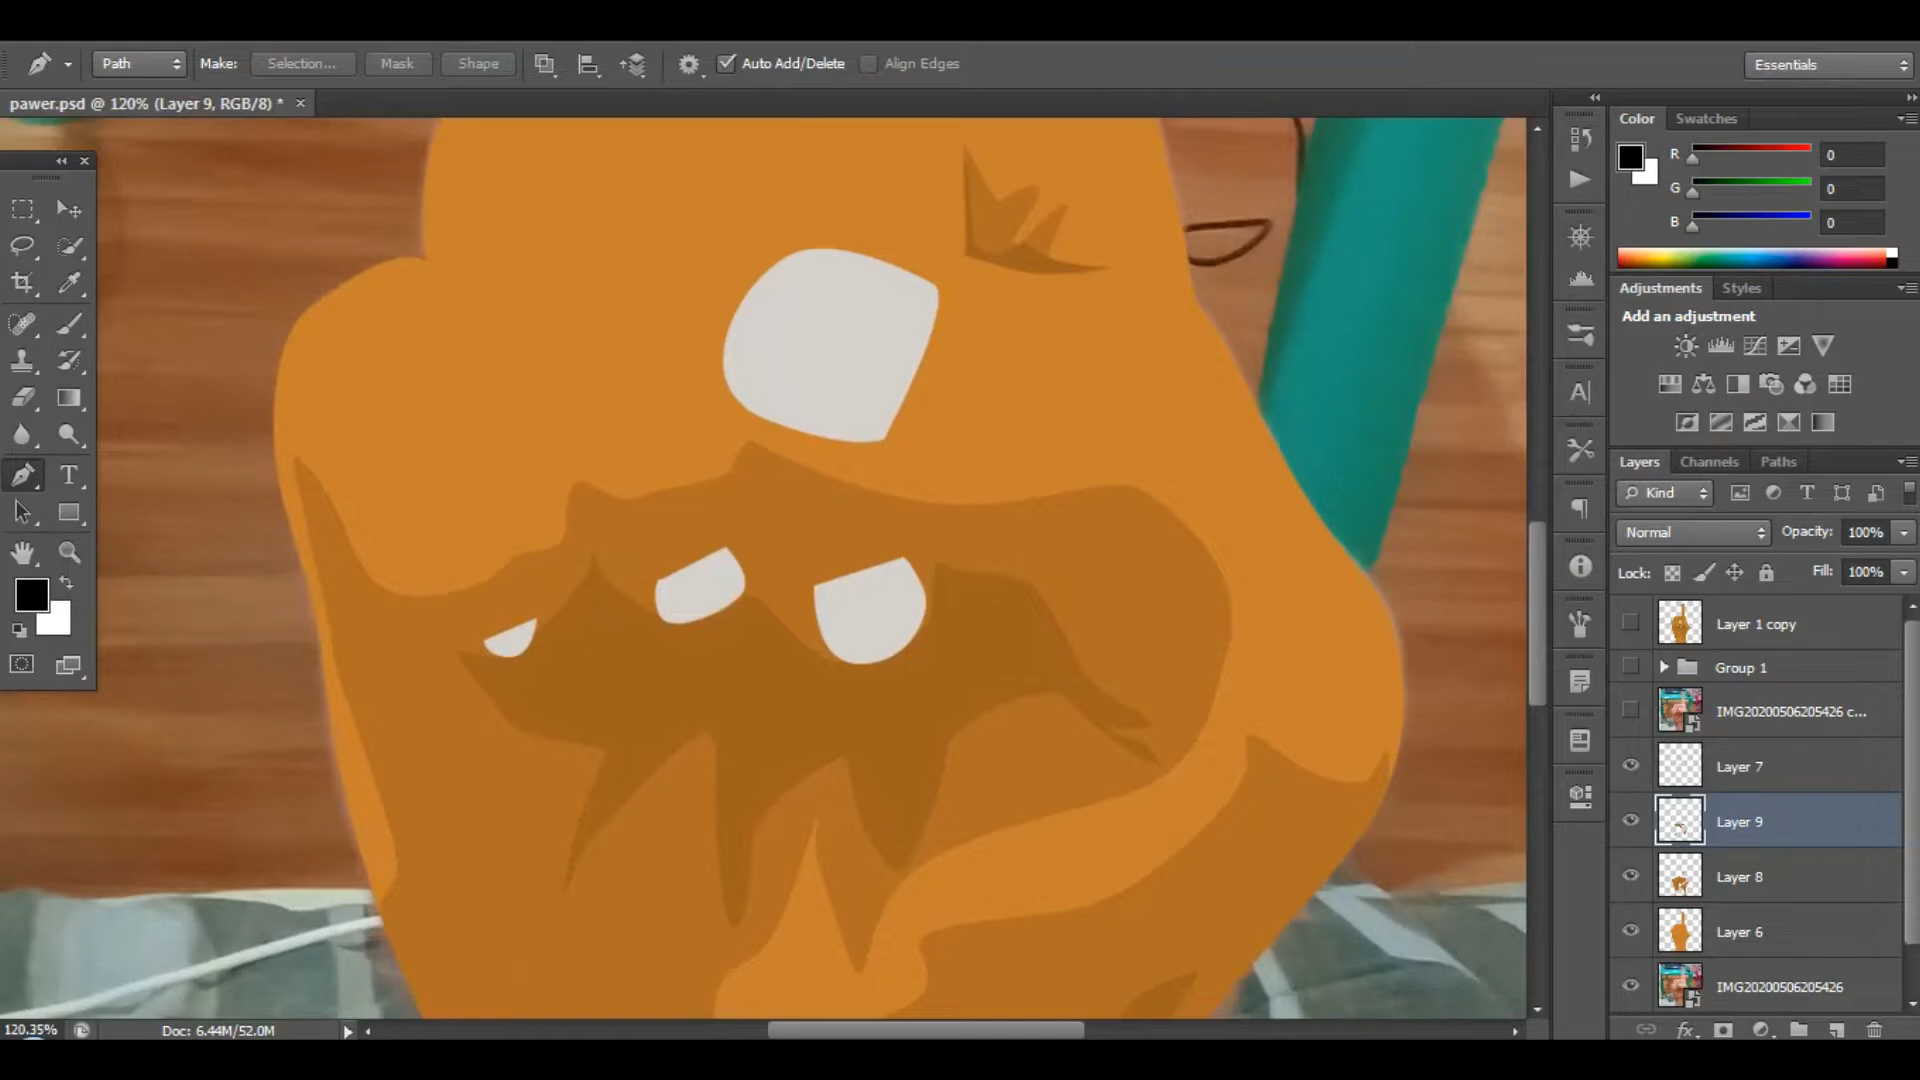 Path
Make:
Selection...
Mask
Shape
Auto Add/Delete
Align Edges
Essentials
pawer.psd @ 120% (Layer 9, RGB/8) *
Color
Swatches
R
0
G
0
B
0
Adjustments
Styles
Add an adjustment
Layers
Channels
Paths
Kind
Normal
Opacity:
100%
Lock:
Fill:
100%
Layer 1 copy
Group 1
IMG20200506205426 c...
Layer 7
Layer 9
Layer 8
Layer 6
IMG20200506205426
120.35%
Doc: 6.44M/52.0M